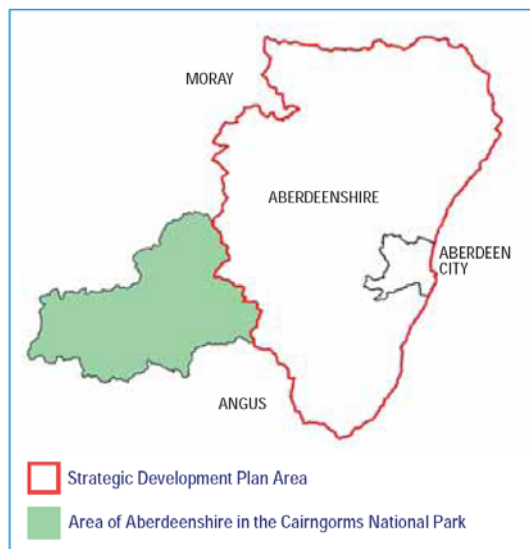 MORAY
ABERDEENSHIRE
ABERDEEN
CITY
ANGUS
Strategic Development Plan Area
Area of Aberdeenshire in the Cairngorms National Park